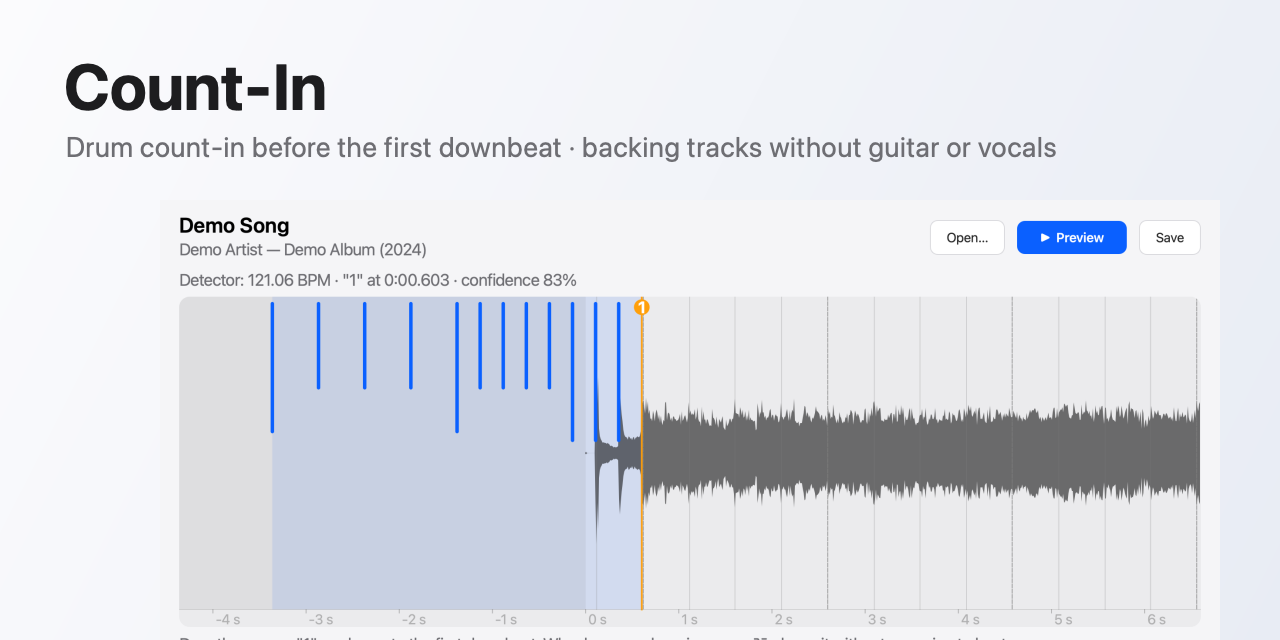 Count-In
Drum count-in before the first downbeat · backing tracks without guitar or vocals
Demo Song
Demo Artist — Demo Album (2024)
Open...
▶ Preview
Save
Detector: 121.06 BPM · "1" at 0:00.603 · confidence 83%
1
-4 s
-3 s
-2 s
-1 s
0 s
1 s
2 s
3 s
4 s
5 s
6 s